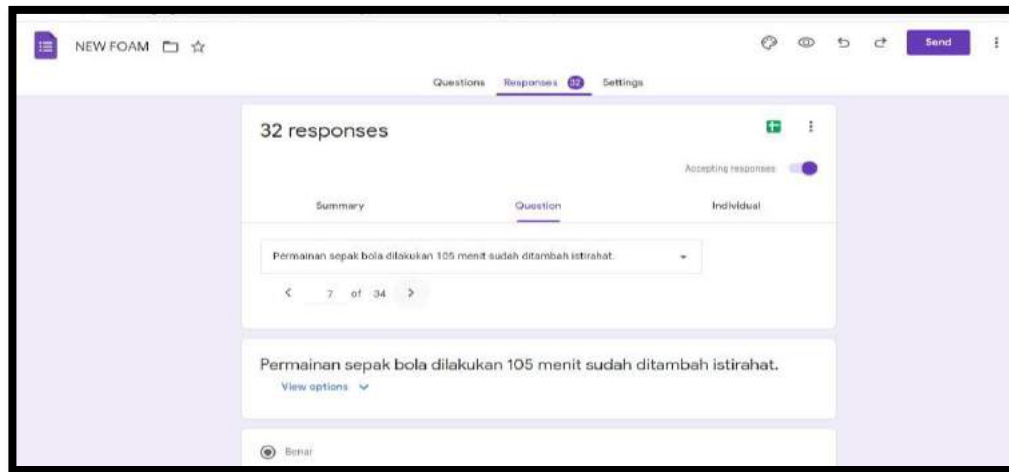 NEW FOAM
Send
Questions Responses 32 Settings
32 responses
Accepting responses
Summary Question Individual
Permainan sepak bola dilakukan 105 menit sudah ditambah istirahat.
7 of 34
Permainan sepak bola dilakukan 105 menit sudah ditambah istirahat.
View options
Benar